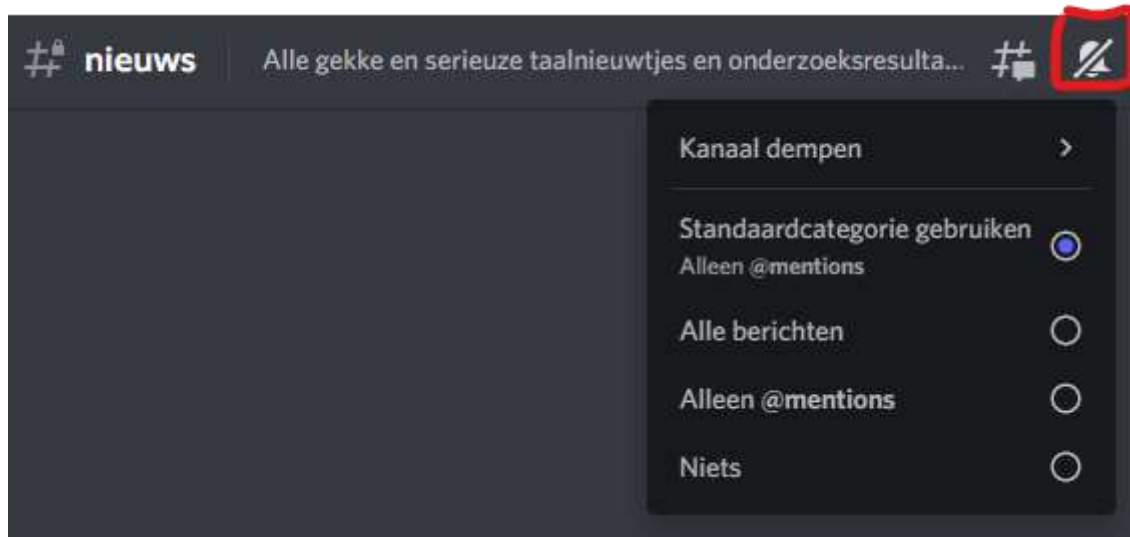 nieuws Alle gekke en serieuze taalnieuwtjes en onderzoeksresulta...
Kanaal dempen
Standaardcategorie gebruiken
Alleen @mentions
Alle berichten
Alleen @mentions
Niets